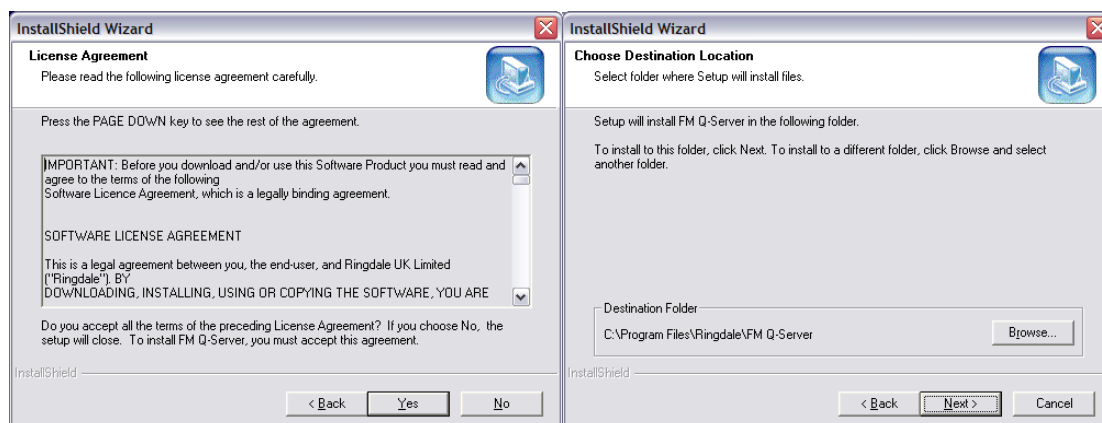 InstallShield Wizard
License Agreement
Please read the following license agreement carefully.
Press the PAGE DOWN key to see the rest of the agreement.
IMPORTANT: Before you download and/or use this Software Product you must read and
agree to the terms of the following
Software Licence Agreement, which is a legally binding agreement.
SOFTWARE LICENSE AGREEMENT
This is a legal agreement between you, the end-user, and Ringdale UK Limited
("Ringdale"). BY
DOWNLOADING, INSTALLING, USING OR COPYING THE SOFTWARE, YOU ARE
Do you accept all the terms of the preceding License Agreement? If you choose No, the
setup will close. To install FM Q-Server, you must accept this agreement.
InstallShield
< Back
Yes
No
InstallShield Wizard
Choose Destination Location
Select folder where Setup will install files.
Setup will install FM Q-Server in the following folder.
To install to this folder, click Next. To install to a different folder, click Browse and select
another folder.
Destination Folder
C:\Program Files\Ringdale\FM Q-Server
Browse...
InstallShield
< Back
Next >
Cancel